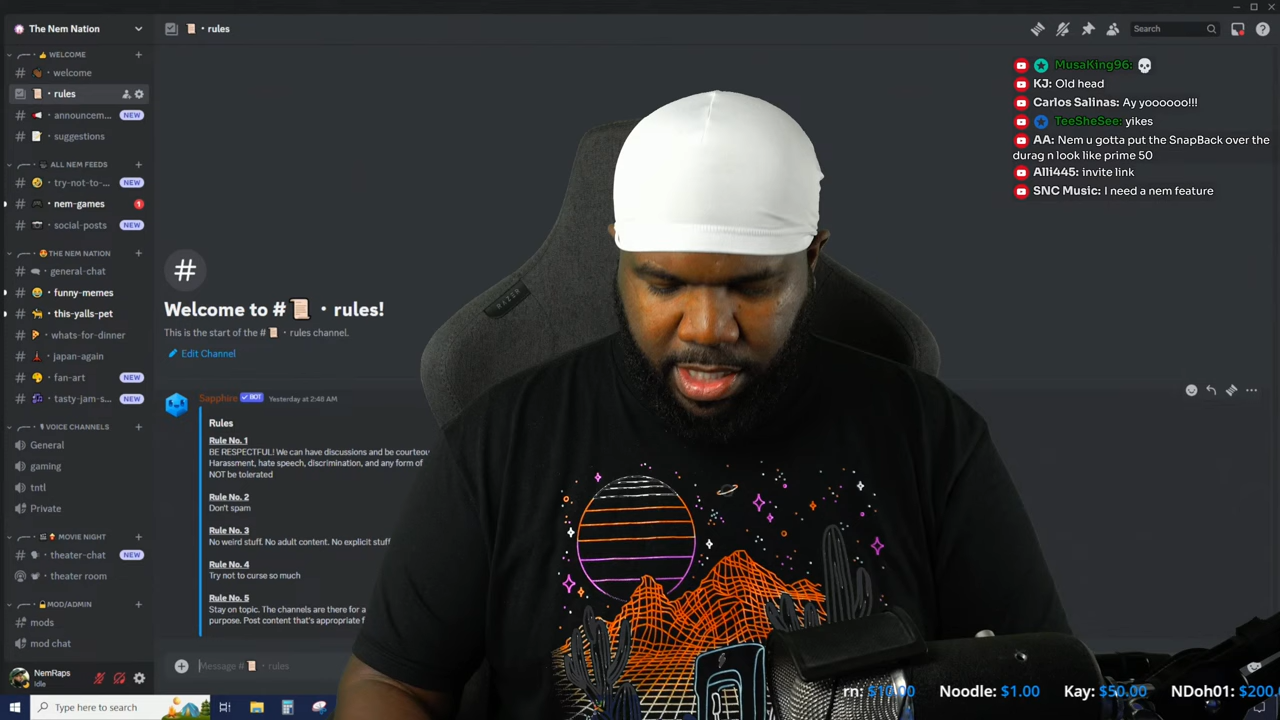 The Nem Nation
WELCOME
welcome
rules
announcem...
NEW
suggestions
ALL NEM FEEDS
try-not-to-...
NEW
nem-games
1
social-posts
NEW
THE NEM NATION
general-chat
funny-memes
this-yalls-pet
whats-for-dinner
japan-again
fan-art
NEW
tasty-jam-s...
NEW
VOICE CHANNELS
General
gaming
tntl
Private
MOVIE NIGHT
theater-chat
NEW
theater room
MOD/ADMIN
mods
mod chat
NemRaps
Idle
rules
Search
Welcome to # • rules!
This is the start of the # • rules channel.
Edit Channel
Sapphire BOT Yesterday at 2:48 AM
Rules
Rule No. 1
BE RESPECTFUL! We can have discussions and be courteou
Harassment, hate speech, discrimination, and any form of
NOT be tolerated
Rule No. 2
Don't spam
Rule No. 3
No weird stuff. No adult content. No explicit stuff
Rule No. 4
Try not to curse so much
Rule No. 5
Stay on topic. The channels are there for a
purpose. Post content that's appropriate f
Message # • rules
MusaKing96:
KJ: Old head
Carlos Salinas: Ay yoooooo!!!
TeeSheSee: yikes
AA: Nem u gotta put the SnapBack over the
durag n look like prime 50
Alli445: invite link
SNC Music: I need a nem feature
rn: $10.00 Noodle: $1.00 Kay: $50.00 NDoh01: $200.
Type here to search